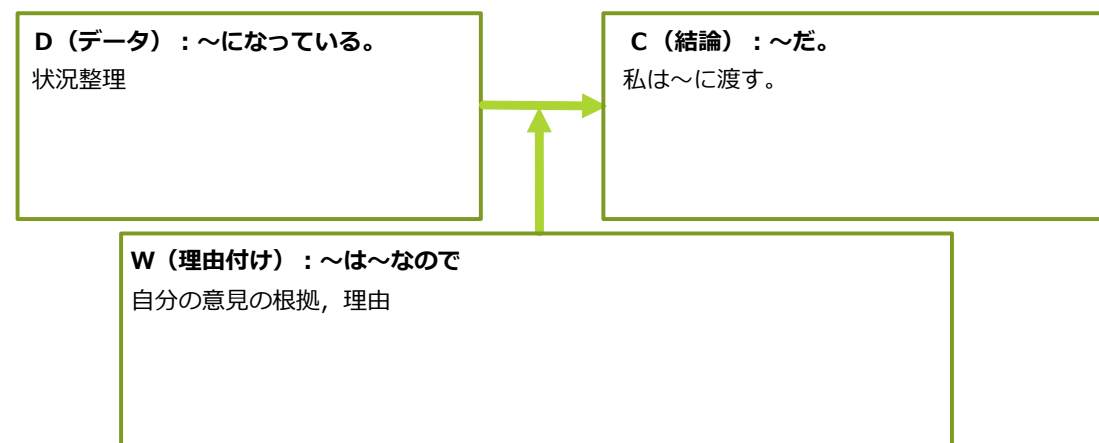 D（データ）：～になっている。
状況整理
C（結論）：～だ。
私は～に渡す。
W（理由付け）：～は～なので
自分の意見の根拠，理由